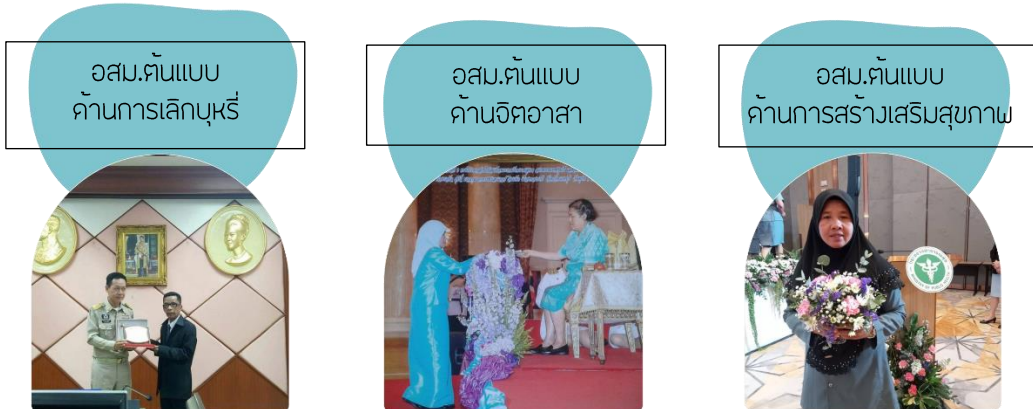 อสม.ต้นแบบ
ด้านการเลิกบุหรี่
อสม.ต้นแบบ
ด้านจิตอาสา
อสม.ต้นแบบ
ด้านการสร้างเสริมสุขภาพ